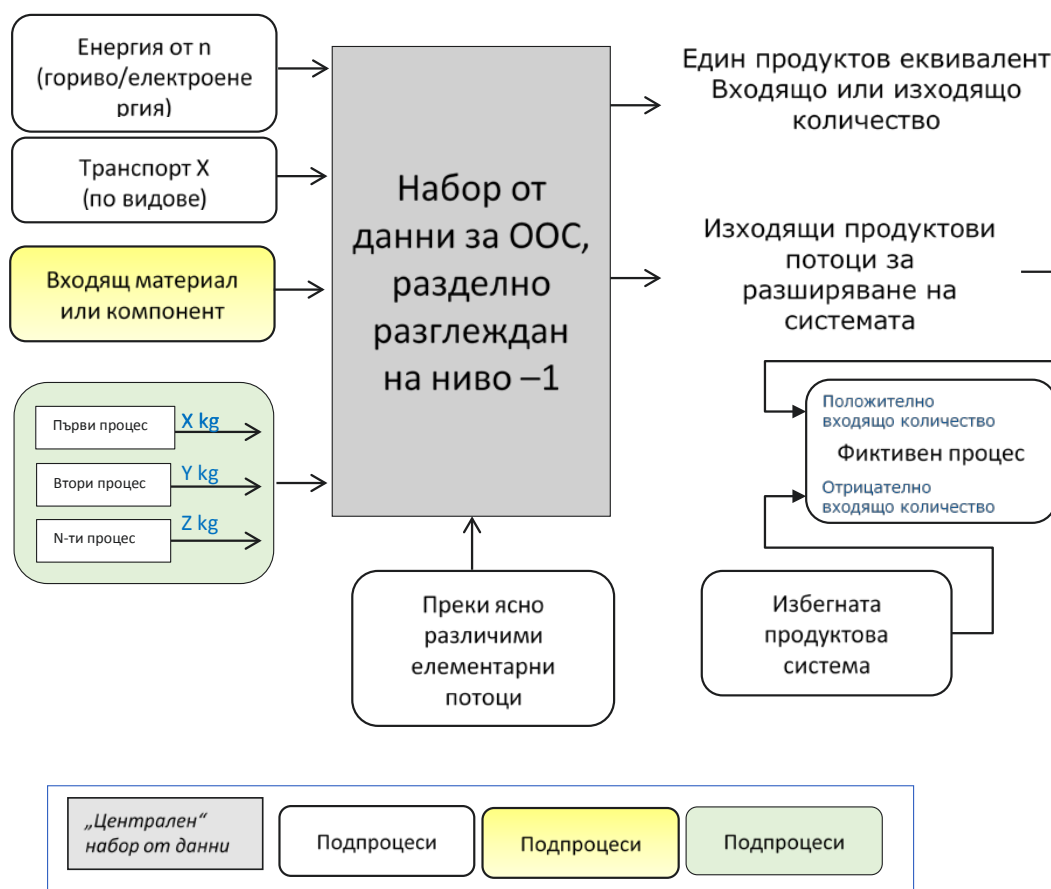 Енергия от n
(гориво/електроене
ргия)
Транспорт X
(по видове)
Входящ материал
или компонент
Първи процес
X kg
Втори процес
Y kg
N-ти процес
Z kg
Набор от
данни за ООС,
разделно
разглеждан
на ниво –1
Преки ясно
различими
елементарни
потоци
Един продуктов еквивалент
Входящо или изходящо
количество
Изходящи продуктови
потоци за
разширяване на
системата
Положително
входящо количество
Фиктивен процес
Отрицателно
входящо количество
Избегната
продуктова
система
„Централен“
набор от данни
Подпроцеси
Подпроцеси
Подпроцеси